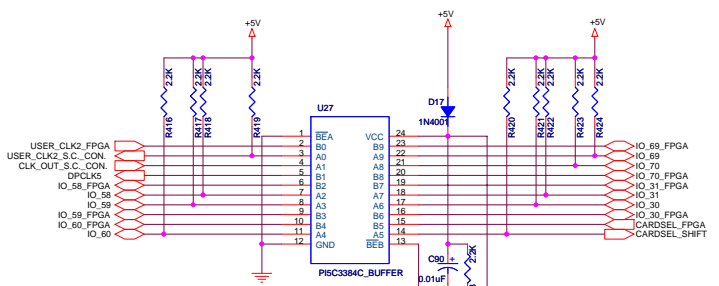 +5V
+5V
+5V
2.2K
2.2K
2.2K
2.2K
2.2K
2.2K
2.2K
2.2K
2.2K
R416
R417
R418
R419
R420
R421
R422
R423
R424
D17
1N4001
U27
USER_CLK2_FPGA
USER_CLK2_S.C._CON.
CLK_OUT_S.C._CON.
DPCLK5
IO_58_FPGA
IO_58
IO_59
IO_59_FPGA
IO_60_FPGA
IO_60
1 BEA
2 B0
3 A0
4 A1
5 B1
6 B2
7 A2
8 A3
9 B3
10 B4
11 A4
12 GND
VCC 24
B9 23
A9 22
A8 21
B8 20
B7 19
A7 18
A6 17
B6 16
B5 15
A5 14
BEB 13
IO_69_FPGA
IO_69
IO_70
IO_70_FPGA
IO_31_FPGA
IO_31
IO_30
IO_30_FPGA
CARDSEL_FPGA
CARDSEL_SHIFT
PI5C3384C_BUFFER
C90
+
0.01uF
2.2K